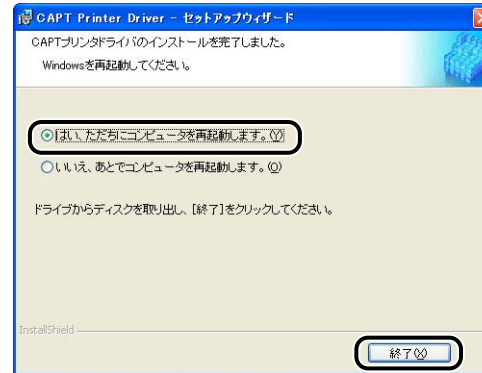 CAPT Printer Driver - セットアップウィザード
CAPTプリンタドライバのインストールを完了しました。
Windowsを再起動してください。
はい、ただちにコンピュータを再起動します。(Y)
いいえ、あとでコンピュータを再起動します。(O)
ドライブからディスクを取り出し、[終了]をクリックしてください。
InstallShield
終了(X)